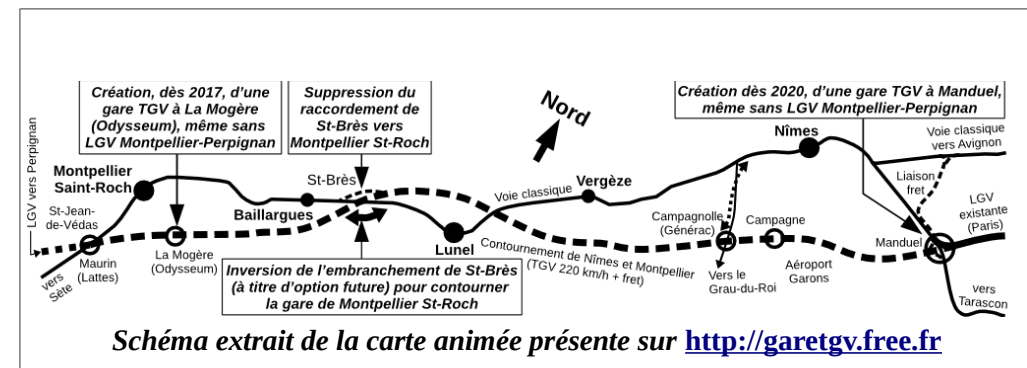 Création, dès 2017, d'une
gare TGV à La Mogère
(Odysseum), même sans
LGV Montpellier-Perpignan
Suppression du
raccordement de
St-Brès vers
Montpellier St-Roch
Nord
Création dès 2020, d'une gare TGV à Manduel,
même sans LGV Montpellier-Perpignan
LGV vers Perpignan
Montpellier
Saint-Roch
St-Jean-
de-Védas
Maurin
(Lattes)
vers
Sète
La Mogère
(Odysseum)
Baillargues
St-Brès
Lunel
Voie classique
Vergèze
Nîmes
Voie classique
vers Avignon
Liaison
fret
LGV
existante
(Paris)
Campagnolle
(Générac)
Campagne
Manduel
Contournement de Nîmes et Montpellier
(TGV 220 km/h + fret)
Vers le
Grau-du-Roi
Aéroport
Garons
vers
Tarascon
Inversion de l'embranchement de St-Brès
(à titre d'option future) pour contourner
la gare de Montpellier St-Roch
Schéma extrait de la carte animée présente sur http://garetgv.free.fr